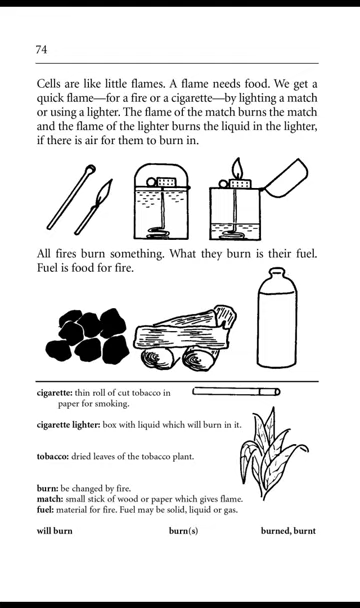 74
Cells are like little flames. A flame needs food. We get a
quick flame—for a fire or a cigarette—by lighting a match
or using a lighter. The flame of the match burns the match
and the flame of the lighter burns the liquid in the lighter,
if there is air for them to burn in.
All fires burn something. What they burn is their fuel.
Fuel is food for fire.
cigarette: thin roll of cut tobacco in
paper for smoking.
cigarette lighter: box with liquid which will burn in it.
tobacco: dried leaves of the tobacco plant.
burn: be changed by fire.
match: small stick of wood or paper which gives flame.
fuel: material for fire. Fuel may be solid, liquid or gas.
will burn burn(s) burned, burnt